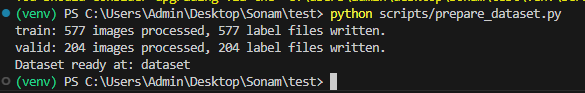 (venv) PS C:\Users\Admin\Desktop\Sonam\test> python scripts/prepare_dataset.py
train: 577 images processed, 577 label files written.
valid: 204 images processed, 204 label files written.
Dataset ready at: dataset
(venv) PS C:\Users\Admin\Desktop\Sonam\test>